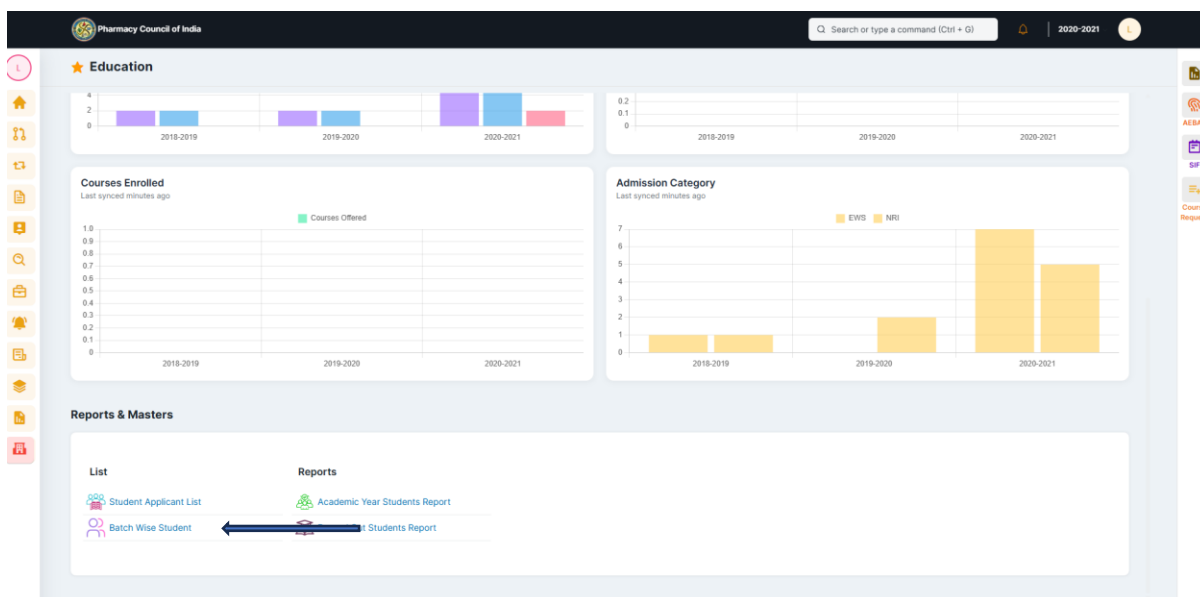 Pharmacy Council of India
Search or type a command (Ctrl + G)
2020-2021
L
L
Education
4
2
0
2018-2019 2019-2020 2020-2021
0.2
0.1
0
2018-2019 2019-2020 2020-2021
AEBA
SIF
Cours
Reque
Courses Enrolled
Last synced minutes ago
Courses Offered
1.0
0.9
0.8
0.7
0.6
0.5
0.4
0.3
0.2
0.1
0
2018-2019 2019-2020 2020-2021
Admission Category
Last synced minutes ago
EWS NRI
7
6
5
4
3
2
1
0
2018-2019 2019-2020 2020-2021
Reports & Masters
List
Student Applicant List
Batch Wise Student
Reports
Academic Year Students Report
Students Report